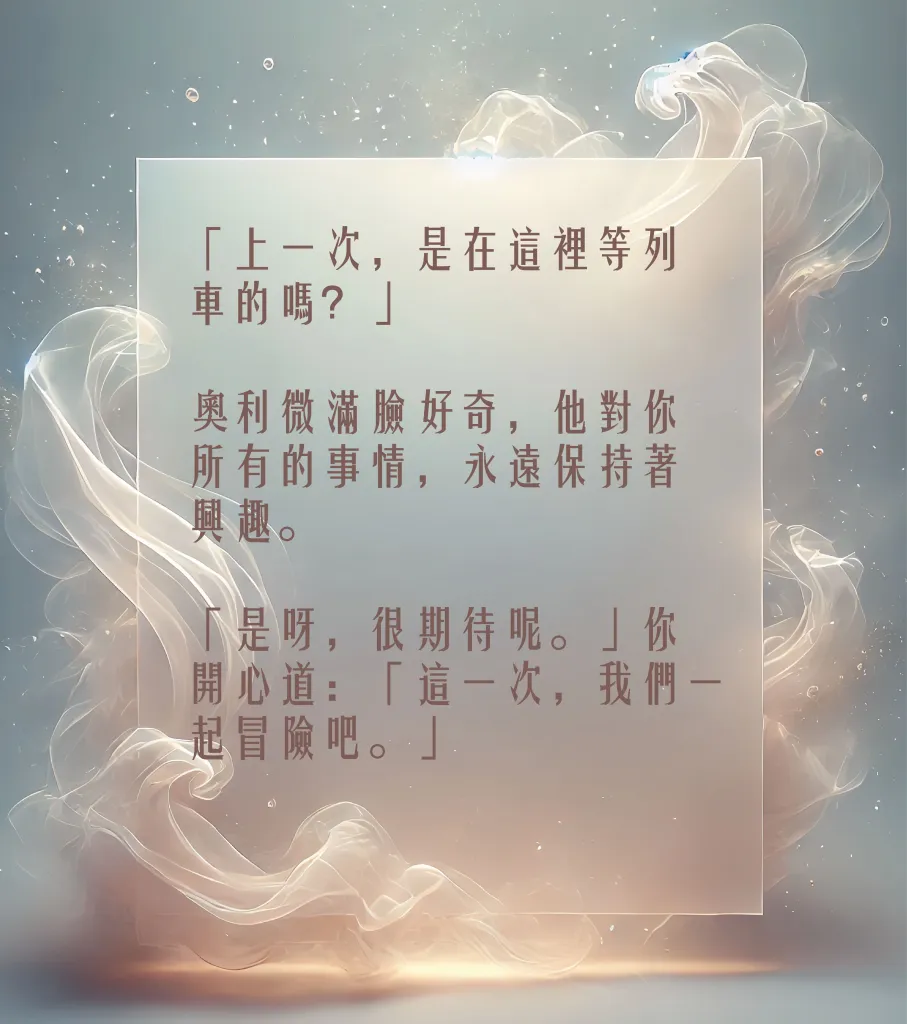 「上一次，是在這裡等列
車的嗎？」
奧利微滿臉好奇，他對你
所有的事情，永遠保持著
興趣。
「是呀，很期待呢。」你
開心道：「這一次，我們一
起冒險吧。」